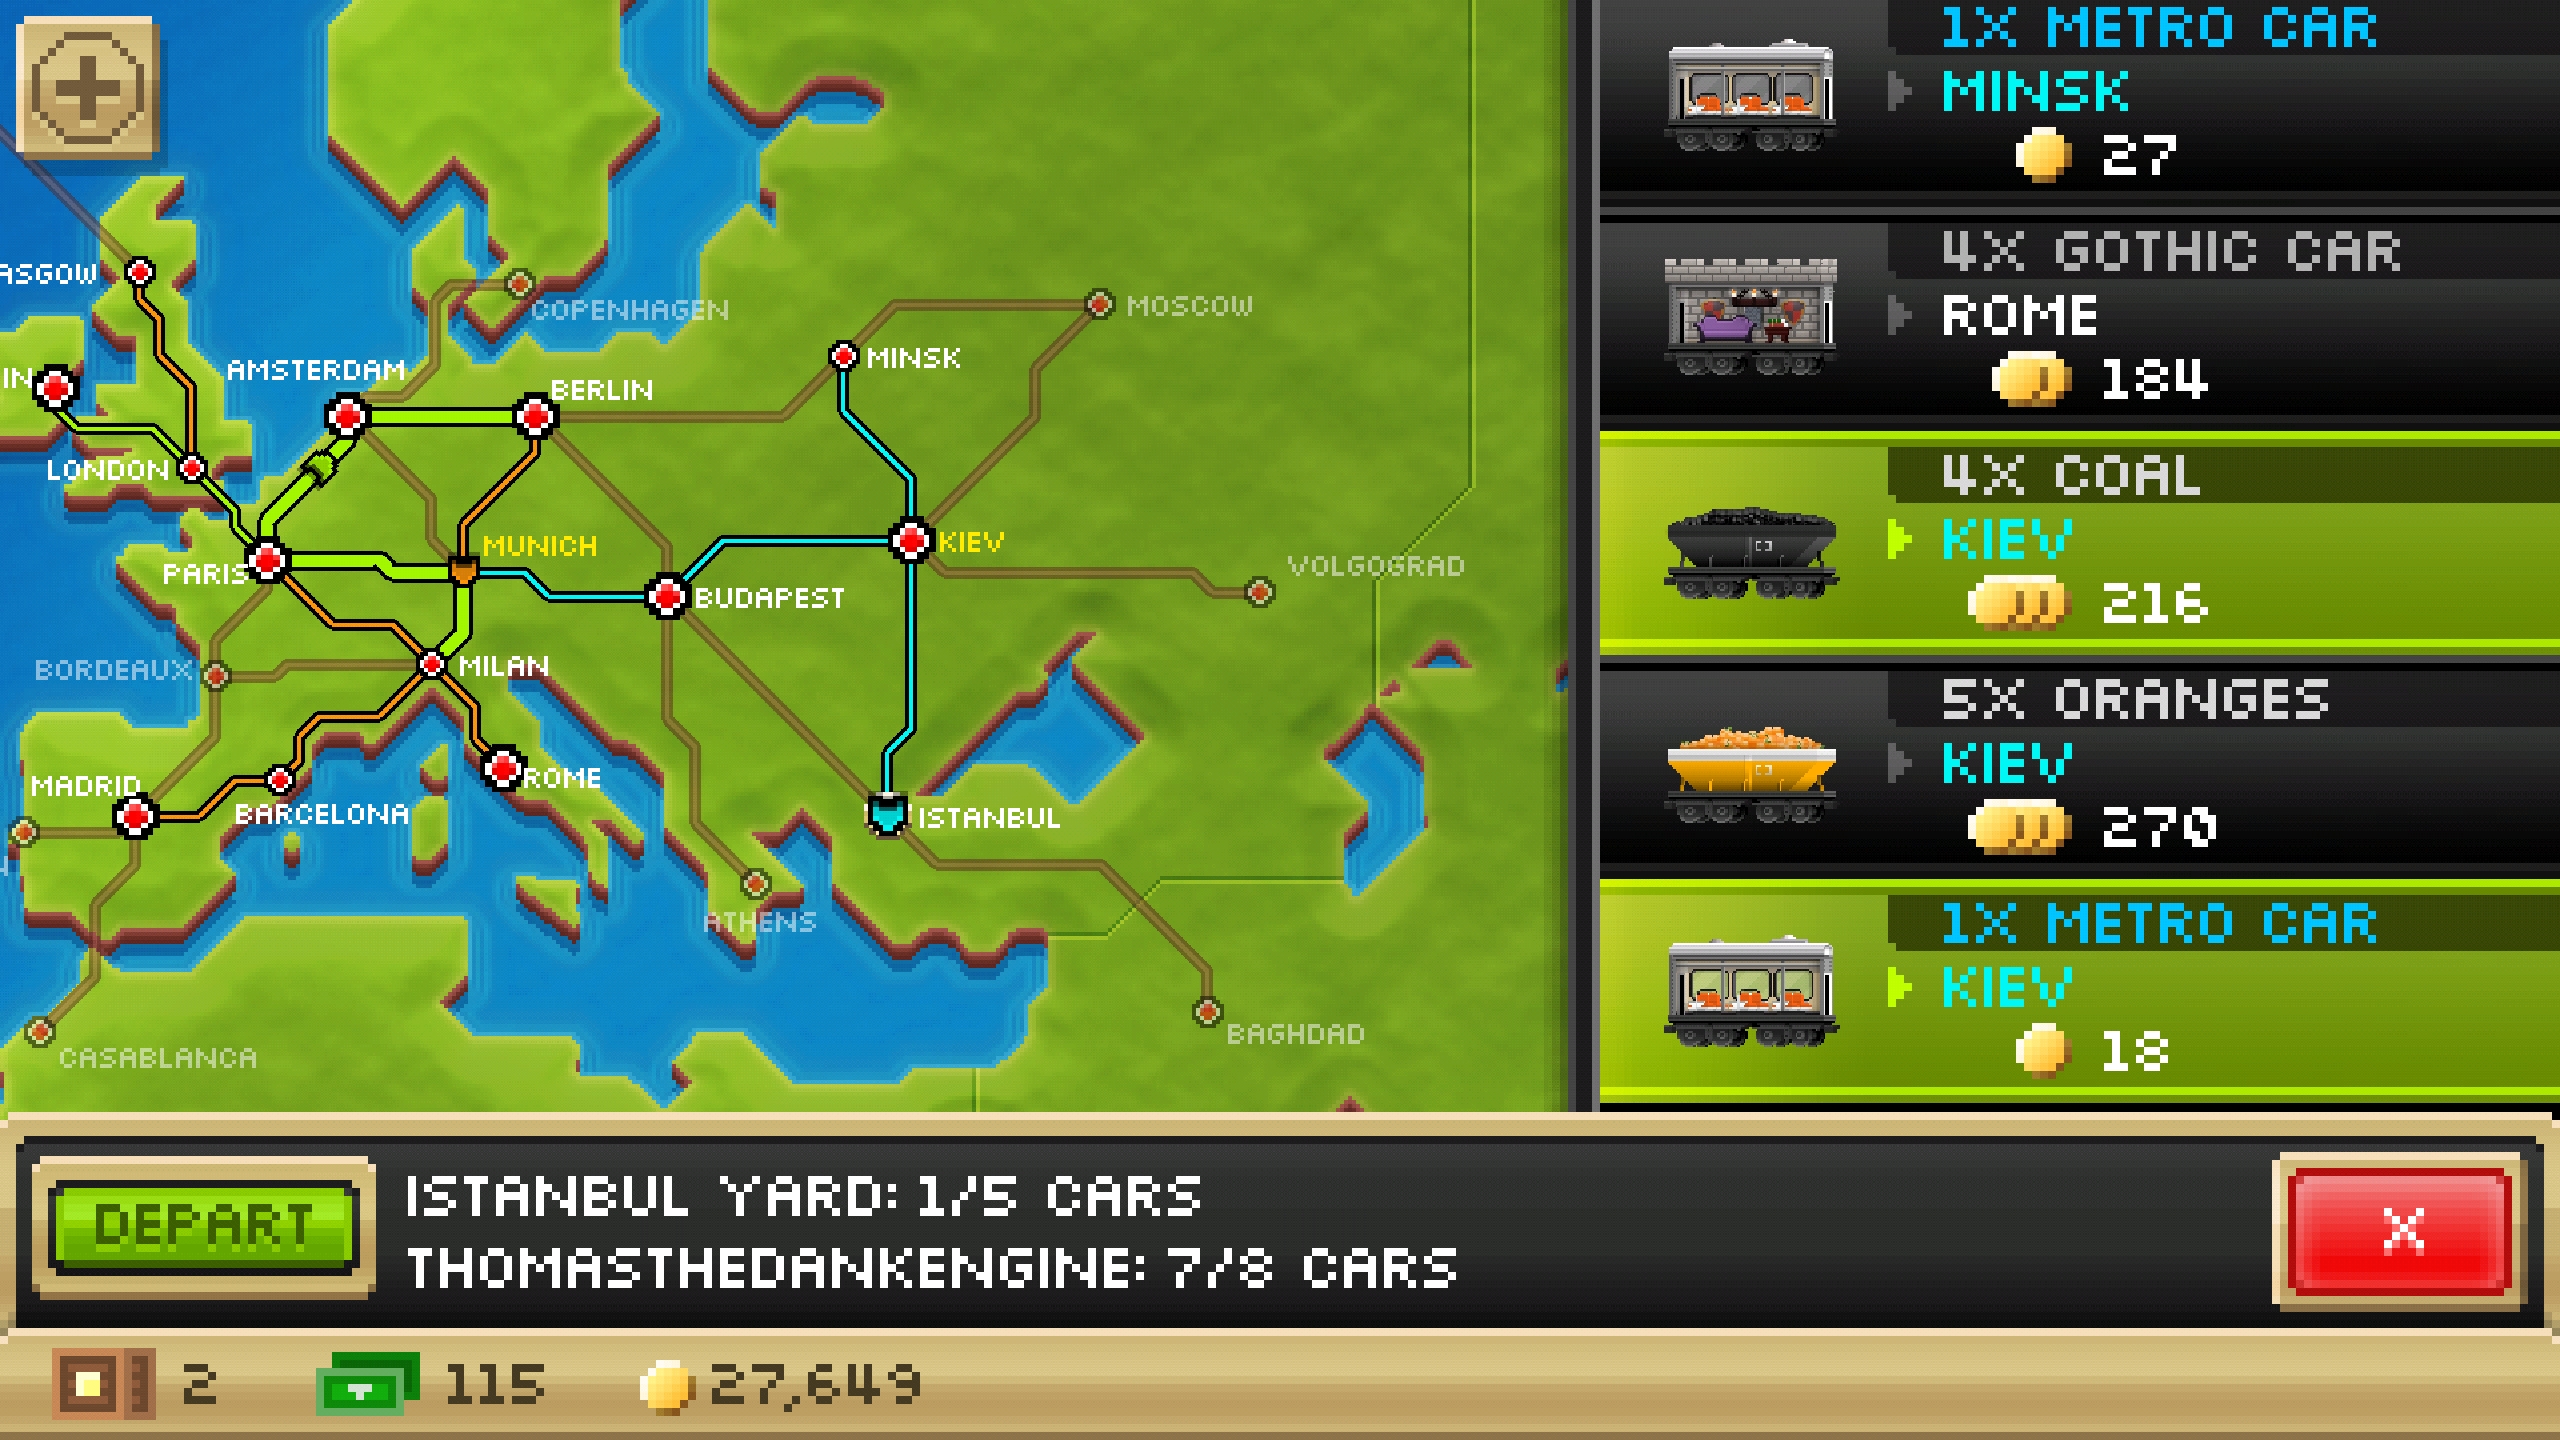 ASGOW
COPENHAGEN
MOSCOW
AMSTERDAM
MINSK
IN
BERLIN
LONDON
MUNICH
KIEV
VOLGOGRAD
PARIS
BUDAPEST
BORDEAUX
MILAN
MADRID
ROME
BARCELONA
ISTANBUL
ATHENS
BAGHDAD
CASABLANCA
1X METRO CAR
MINSK
27
4X GOTHIC CAR
ROME
184
4X COAL
KIEV
216
5X ORANGES
KIEV
270
1X METRO CAR
KIEV
18
DEPART
ISTANBUL YARD: 1/5 CARS
THOMASTHEDANKENGINE: 7/8 CARS
X
2
115
27,649